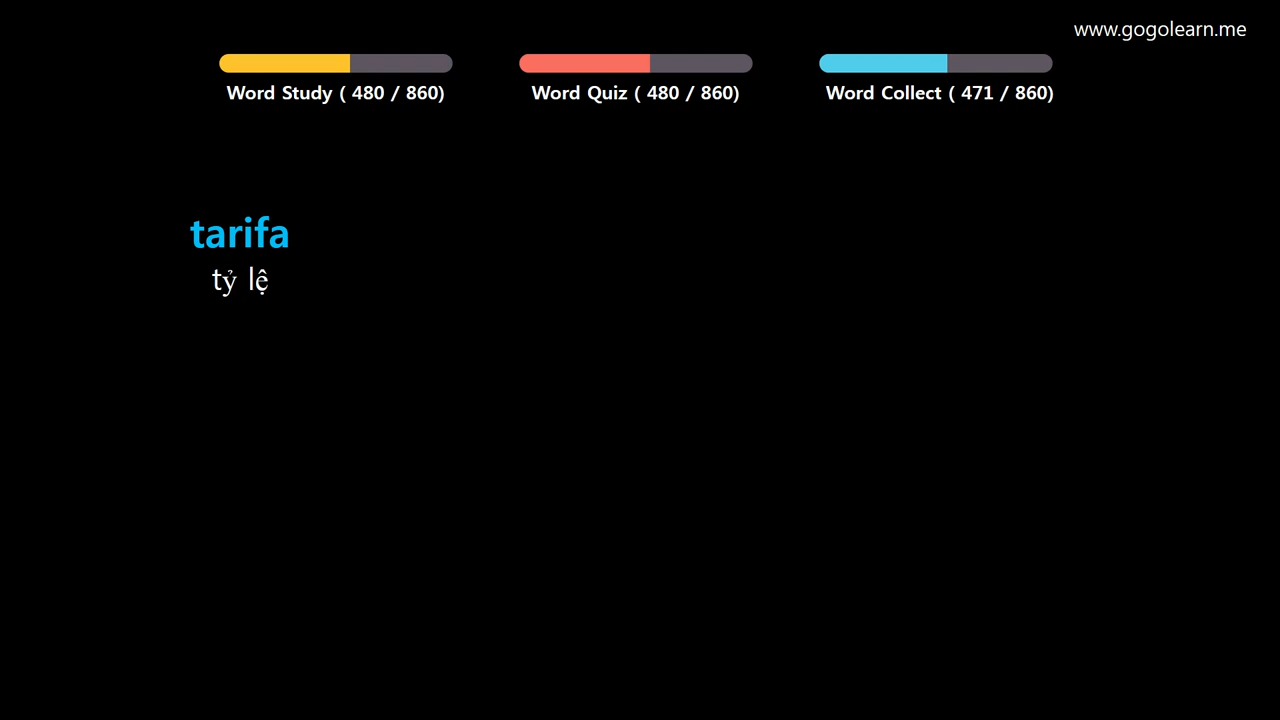 www.gogolearn.me
Word Study ( 480 / 860)
Word Quiz ( 480 / 860)
Word Collect ( 471 / 860)
tarifa
tỷ lệ